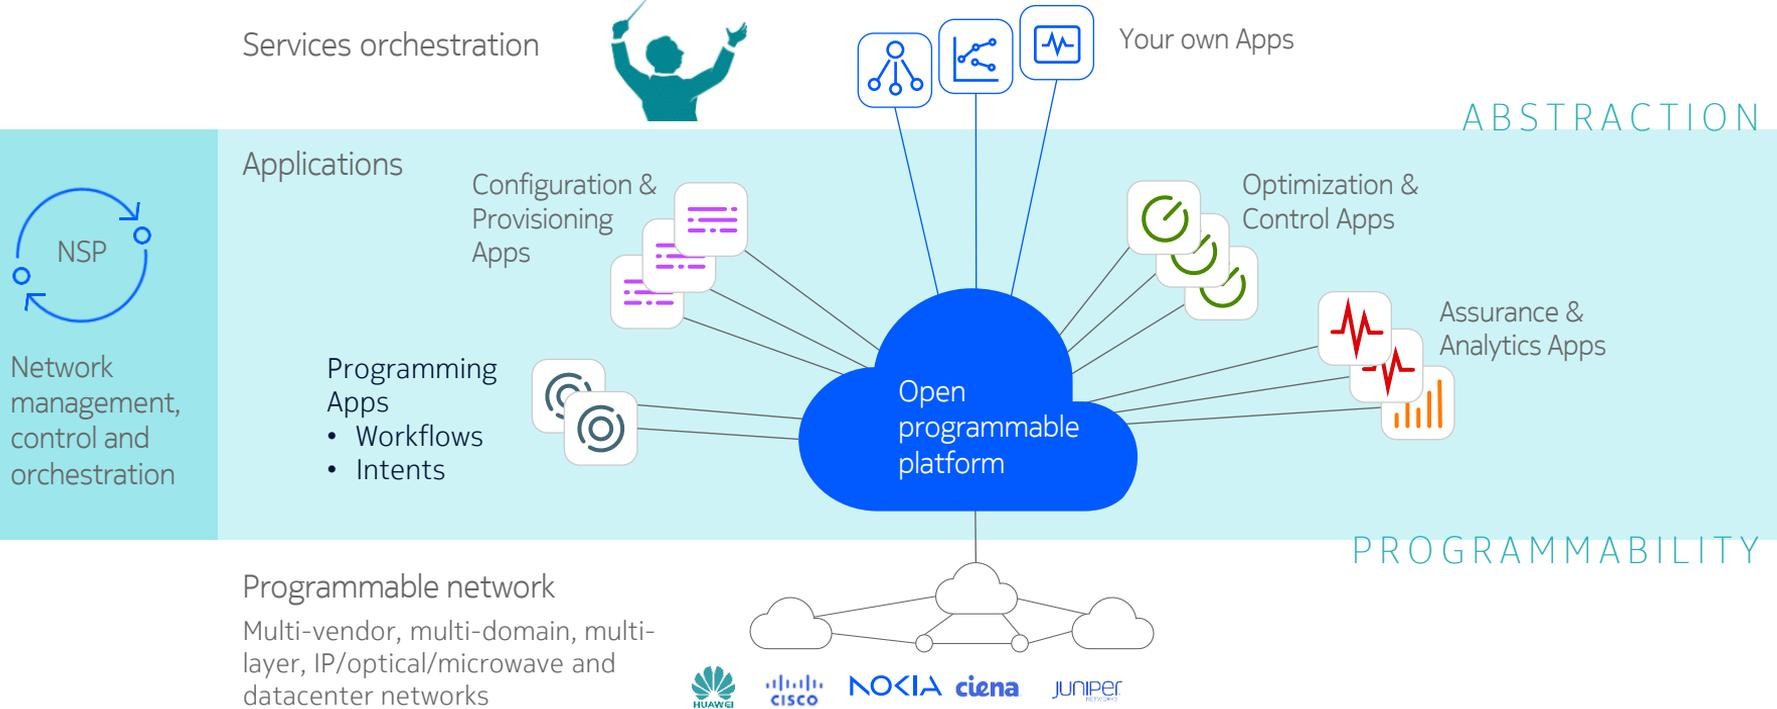 Services orchestration
Your own Apps
ABSTRACTION
Applications
Configuration &
Provisioning
Apps
Optimization &
Control Apps
NSP
Assurance &
Analytics Apps
Network
management,
control and
orchestration
Programming
Apps
• Workflows
• Intents
Open
programmable
platform
PROGRAMMABILITY
Programmable network
Multi-vendor, multi-domain, multi-
layer, IP/optical/microwave and
datacenter networks
HUAWEI
CISCO
NOKIA
ciena
JUNIPER
NETWORKS